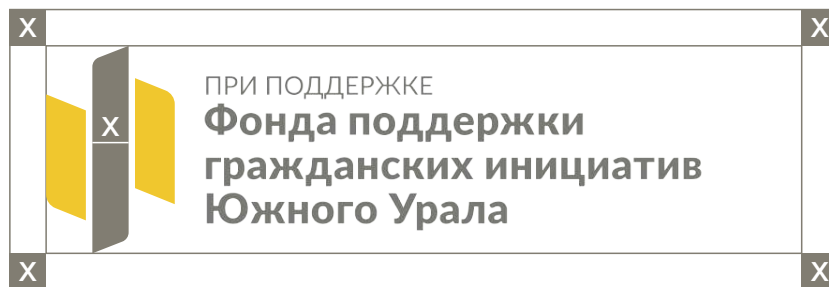 X X
ПРИ ПОДДЕРЖКЕ
X Фонда поддержки
гражданских инициатив
Южного Урала
X X